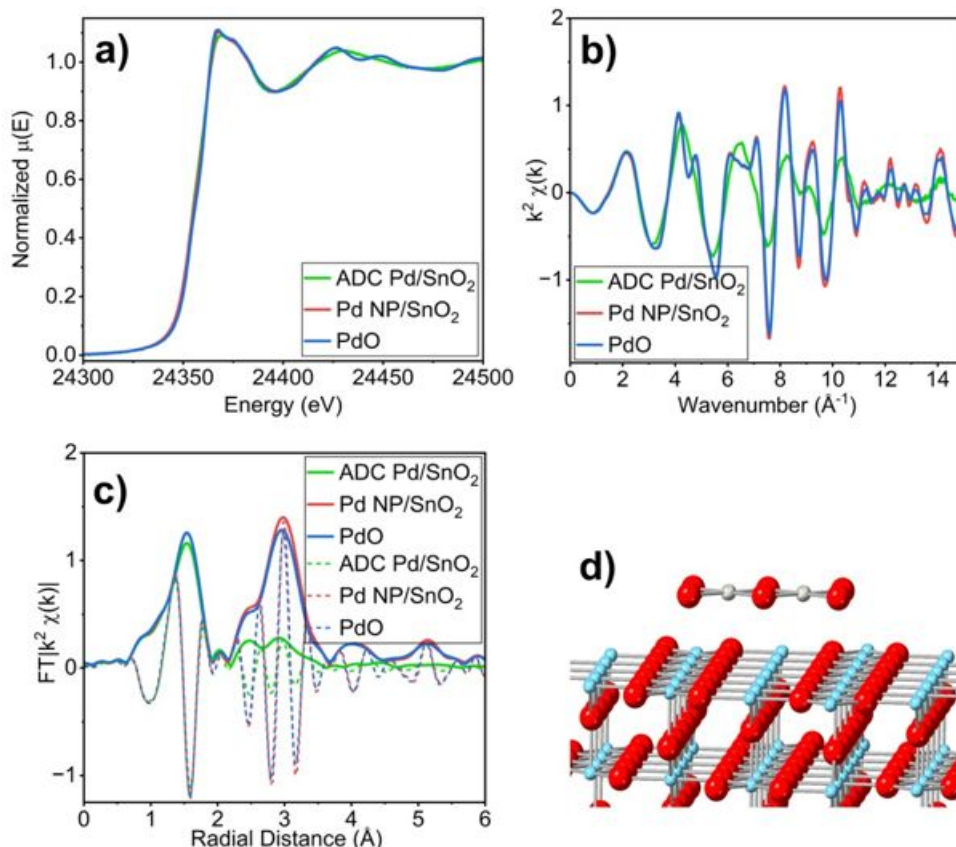 a)
Normalized μ(E)
1.0
0.8
0.6
0.4
0.2
0.0
ADC Pd/SnO₂
Pd NP/SnO₂
PdO
24300 24350 24400 24450 24500
Energy (eV)
b)
k² χ(k)
1
0
−1
ADC Pd/SnO₂
Pd NP/SnO₂
PdO
0 2 4 6 8 10 12 14
Wavenumber (Å⁻¹)
c)
FT|k² χ(k)|
2
1
0
−1
ADC Pd/SnO₂
Pd NP/SnO₂
PdO
ADC Pd/SnO₂
Pd NP/SnO₂
PdO
0 1 2 3 4 5 6
Radial Distance (Å)
d)